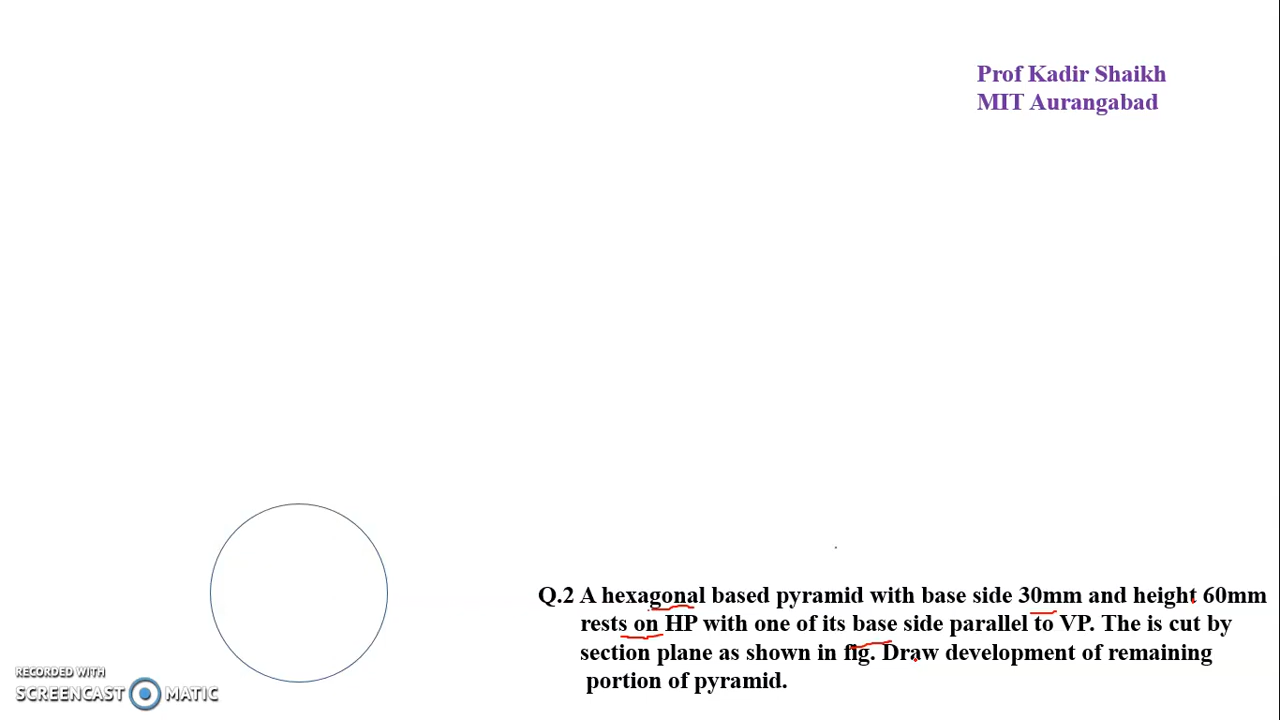 Prof Kadir Shaikh
MIT Aurangabad
Q.2 A hexagonal based pyramid with base side 30mm and height 60mm
rests on HP with one of its base side parallel to VP. The is cut by
section plane as shown in fig. Draw development of remaining
portion of pyramid.
RECORDED WITH
SCREENCAST MATIC